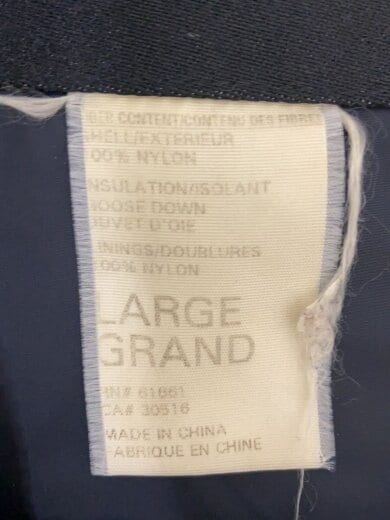 FIBER CONTENT/CONTENU DES FIBRES
SHELL/EXTERIEUR
100% NYLON
INSULATION/ISOLANT
GOOSE DOWN
DUVET D'OIE
LININGS/DOUBLURES
100% NYLON
LARGE
GRAND
RN# 61661
CA# 30516
MADE IN CHINA
FABRIQUE EN CHINE